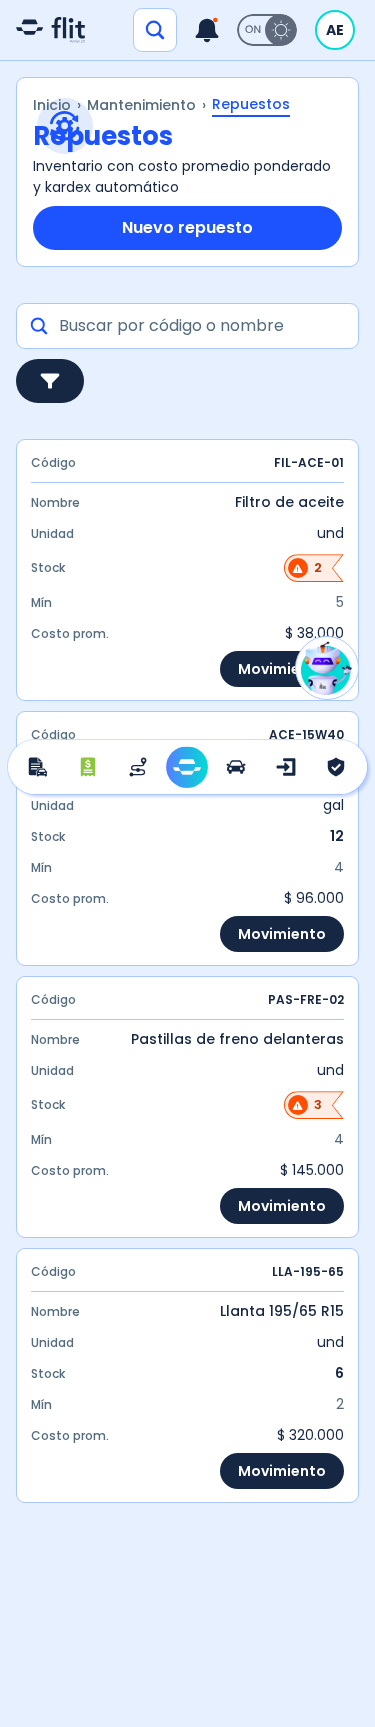 flit
ON
AE
Inicio › Mantenimiento › Repuestos
Repuestos
Inventario con costo promedio ponderado
y kardex automático
Nuevo repuesto
Buscar por código o nombre
Código FIL-ACE-01
Nombre Filtro de aceite
Unidad und
Stock 2
Mín 5
Costo prom. $ 38.000
Código ACE-15W40
Unidad gal
Stock 12
Mín 4
Costo prom. $ 96.000
Movimiento
Código PAS-FRE-02
Nombre Pastillas de freno delanteras
Unidad und
Stock 3
Mín 4
Costo prom. $ 145.000
Movimiento
Código LLA-195-65
Nombre Llanta 195/65 R15
Unidad und
Stock 6
Mín 2
Costo prom. $ 320.000
Movimiento